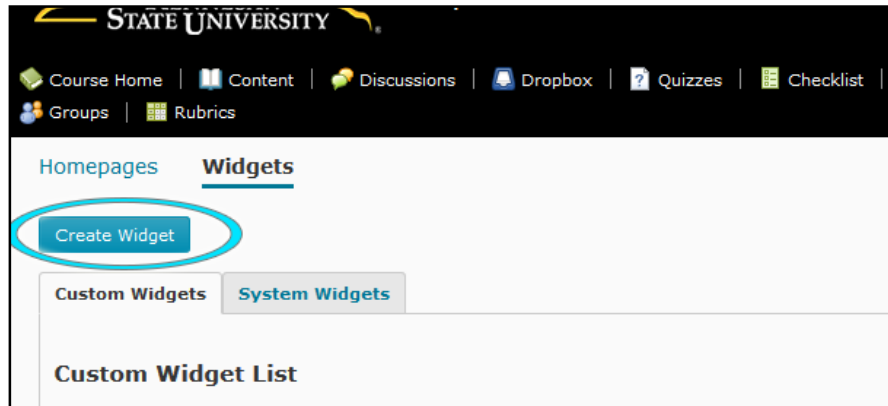 STATE UNIVERSITY
Course Home | Content | Discussions | Dropbox | Quizzes | Checklist |
Groups | Rubrics
Homepages Widgets
Create Widget
Custom Widgets System Widgets
Custom Widget List